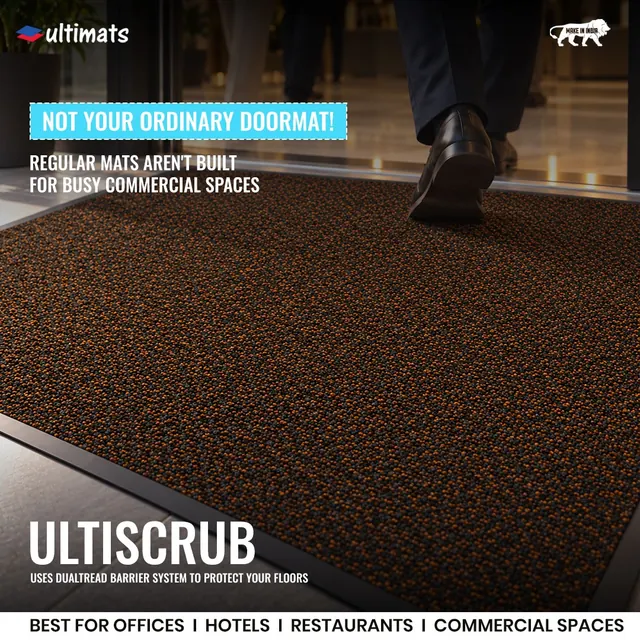 ultimats
MAKE IN INDIA
NOT YOUR ORDINARY DOORMAT!
REGULAR MATS AREN'T BUILT
FOR BUSY COMMERCIAL SPACES
ULTISCRUB
USES DUALTREAD BARRIER SYSTEM TO PROTECT YOUR FLOORS
BEST FOR OFFICES I HOTELS I RESTAURANTS I COMMERCIAL SPACES